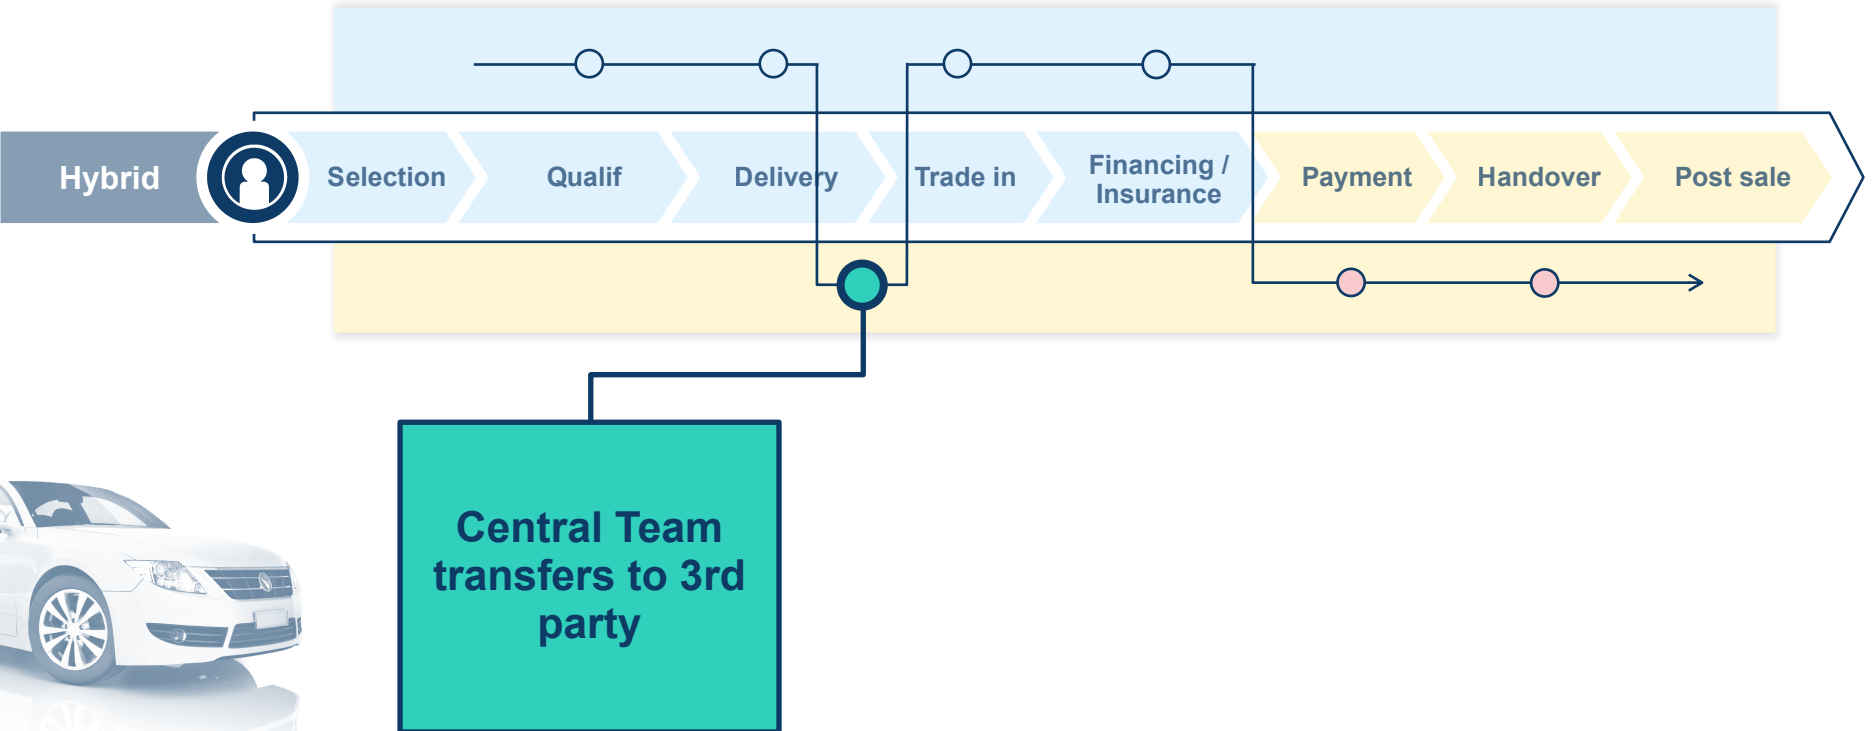 Hybrid
Selection
Qualif
Delivery
Trade in
Financing /
Insurance
Payment
Handover
Post sale
Central Team
transfers to 3rd
party